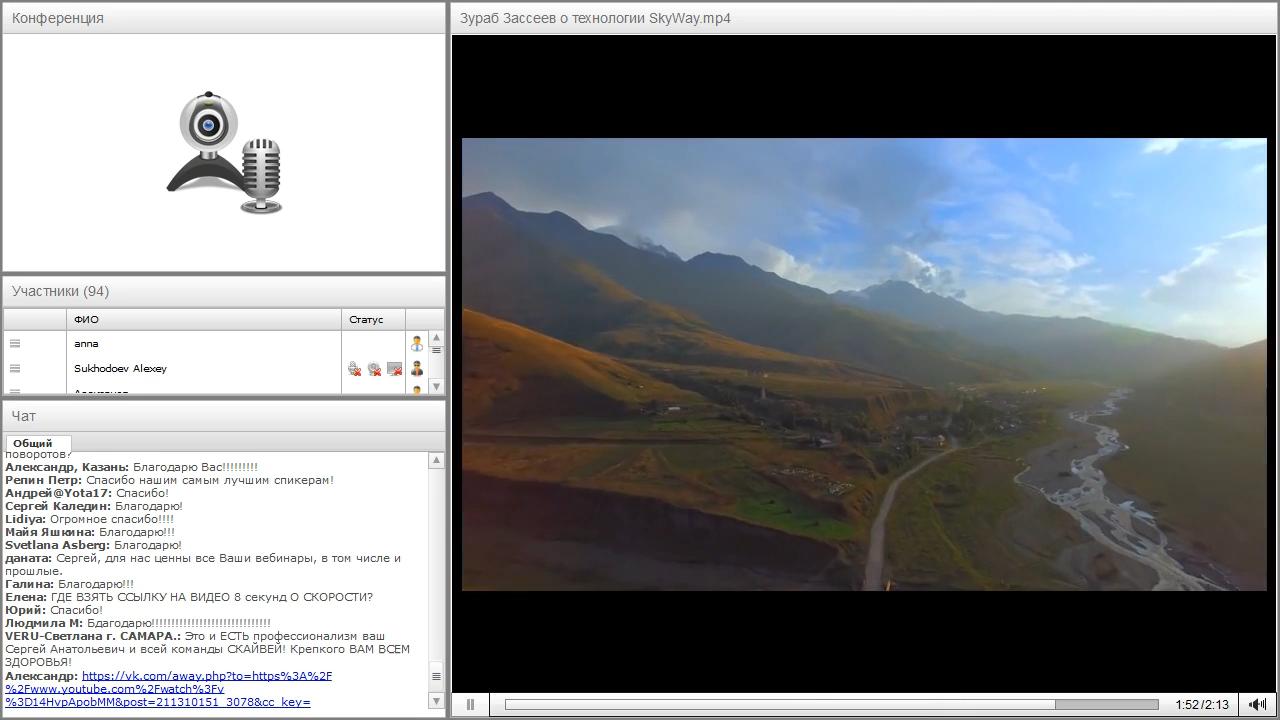 Конференция
Зураб Зассеев о технологии SkyWay.mp4
Участники (94)
ФИО
Статус
anna
Sukhodoev Alexey
Чат
Общий
поворотов?
Александр, Казань: Благодарю Вас!!!!!!!!!
Репин Петр: Спасибо нашим самым лучшим спикерам!
Андрей@Yota17: Спасибо!
Сергей Каледин: Благодарю!
Lidiya: Огромное спасибо!!!!
Майя Яшкина: Благодарю!!!
Svetlana Asberg: Благодарю!
даната: Сергей, для нас ценны все Ваши вебинары, в том числе и
прошлые.
Галина: Благодарю!!!
Елена: ГДЕ ВЗЯТЬ ССЫЛКУ НА ВИДЕО 8 секунд О СКОРОСТИ?
Юрий: Спасибо!
Людмила М: Бдагодарю!!!!!!!!!!!!!!!!!!!!!!!!!!!!!
VERU-Светлана г. САМАРА.: Это и ЕСТЬ профессионализм ваш
Сергей Анатольевич и всей команды СКАЙВЕЙ! Крепкого ВАМ ВСЕМ
ЗДОРОВЬЯ!
Александр: https://vk.com/away.php?to=https%3A%2F
%2Fwww.youtube.com%2Fwatch%3Fv
%3D14HvpApobMM&post=211310151_3078&cc_key=
1:52/2:13